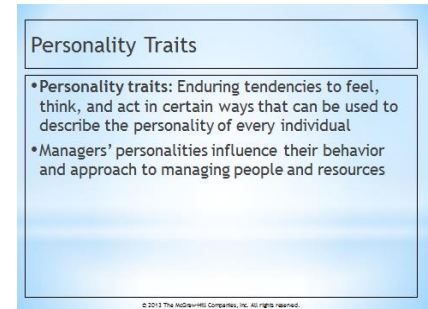 Personality Traits
•Personality traits: Enduring tendencies to feel,
think, and act in certain ways that can be used to
describe the personality of every individual
•Managers’ personalities influence their behavior
and approach to managing people and resources
© 2013 The McGraw-Hill Companies, Inc. All rights reserved.